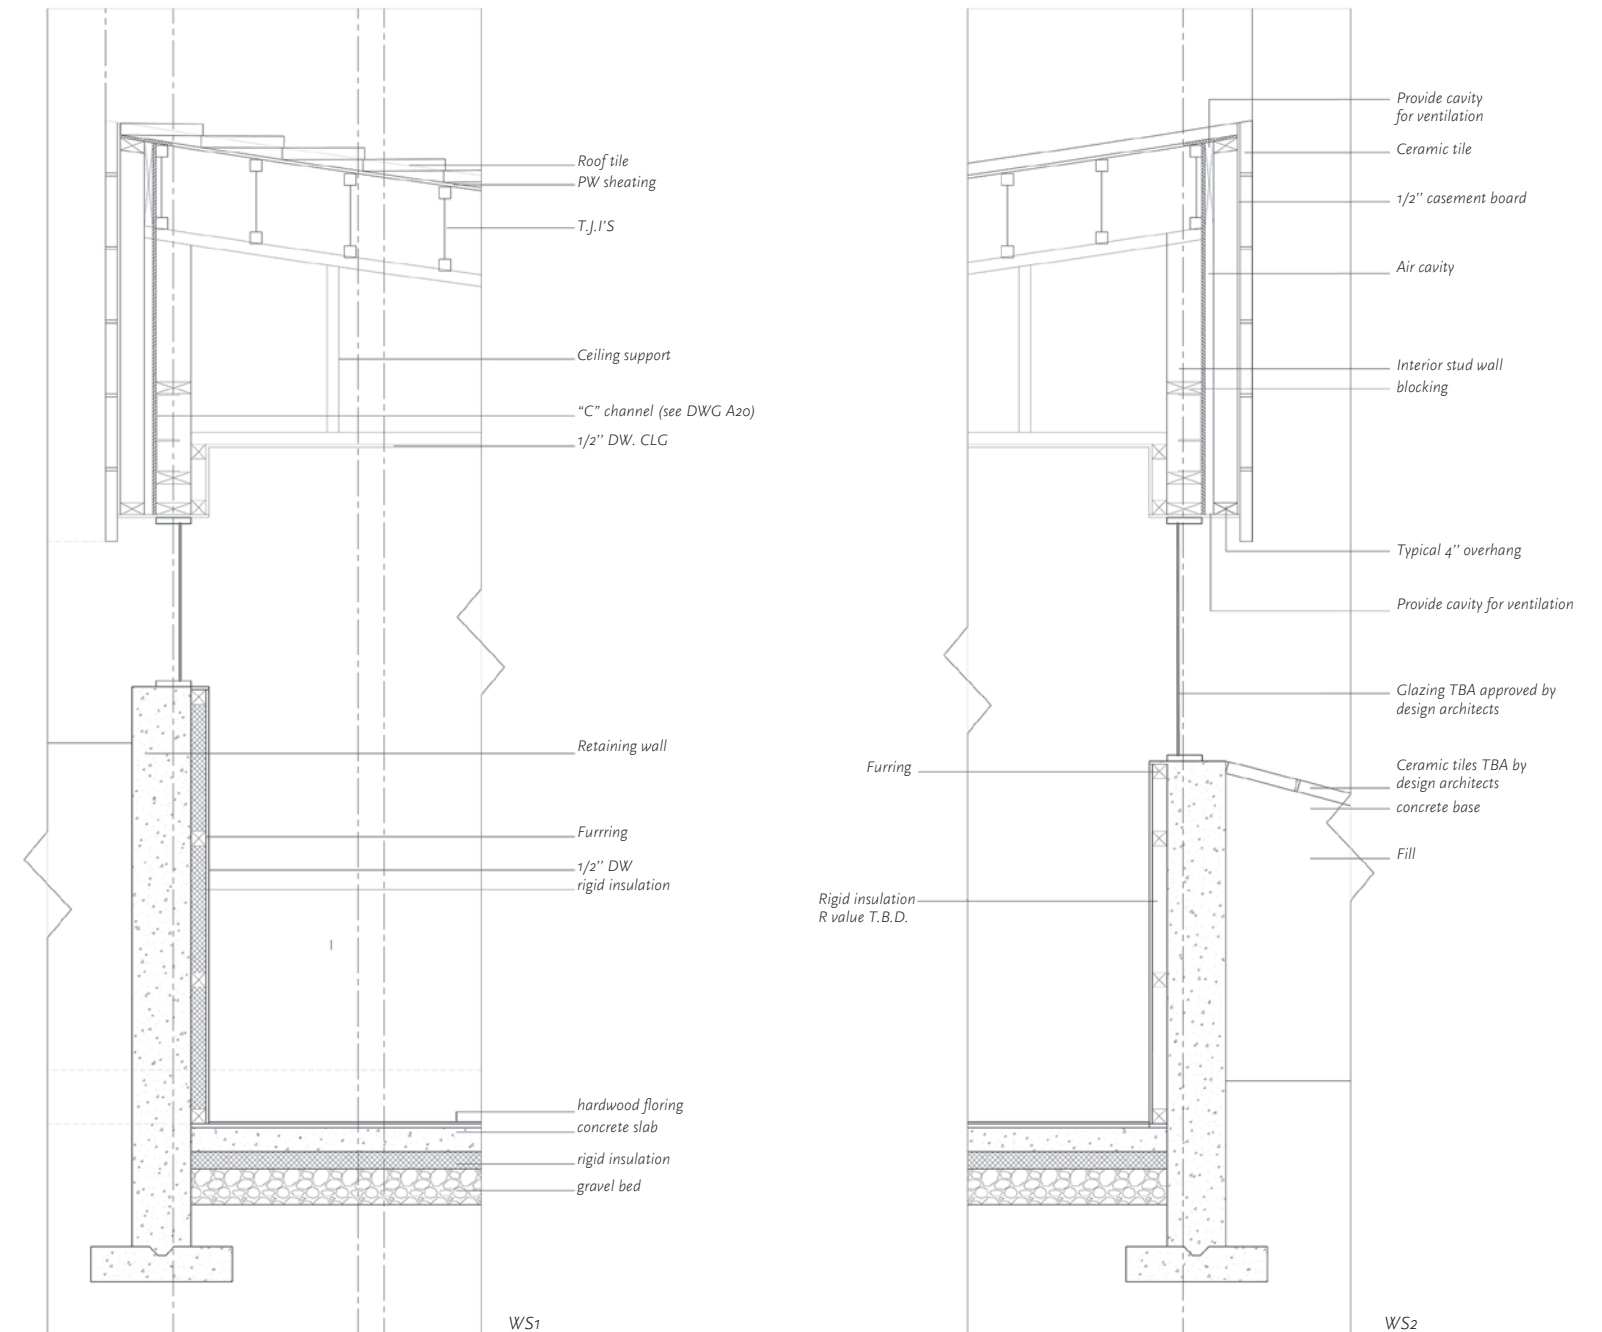 Roof tile
PW sheating
T.J.I'S
Ceiling support
“C” channel (see DWG A20)
1/2’’ DW. CLG
Retaining wall
Furrring
1/2’’ DW
rigid insulation
hardwood floring
concrete slab
rigid insulation
gravel bed
WS1
Furring
Rigid insulation
R value T.B.D.
Provide cavity
for ventilation
Ceramic tile
1/2’’ casement board
Air cavity
Interior stud wall
blocking
Typical 4’’ overhang
Provide cavity for ventilation
Glazing TBA approved by
design architects
Ceramic tiles TBA by
design architects
concrete base
Fill
WS2